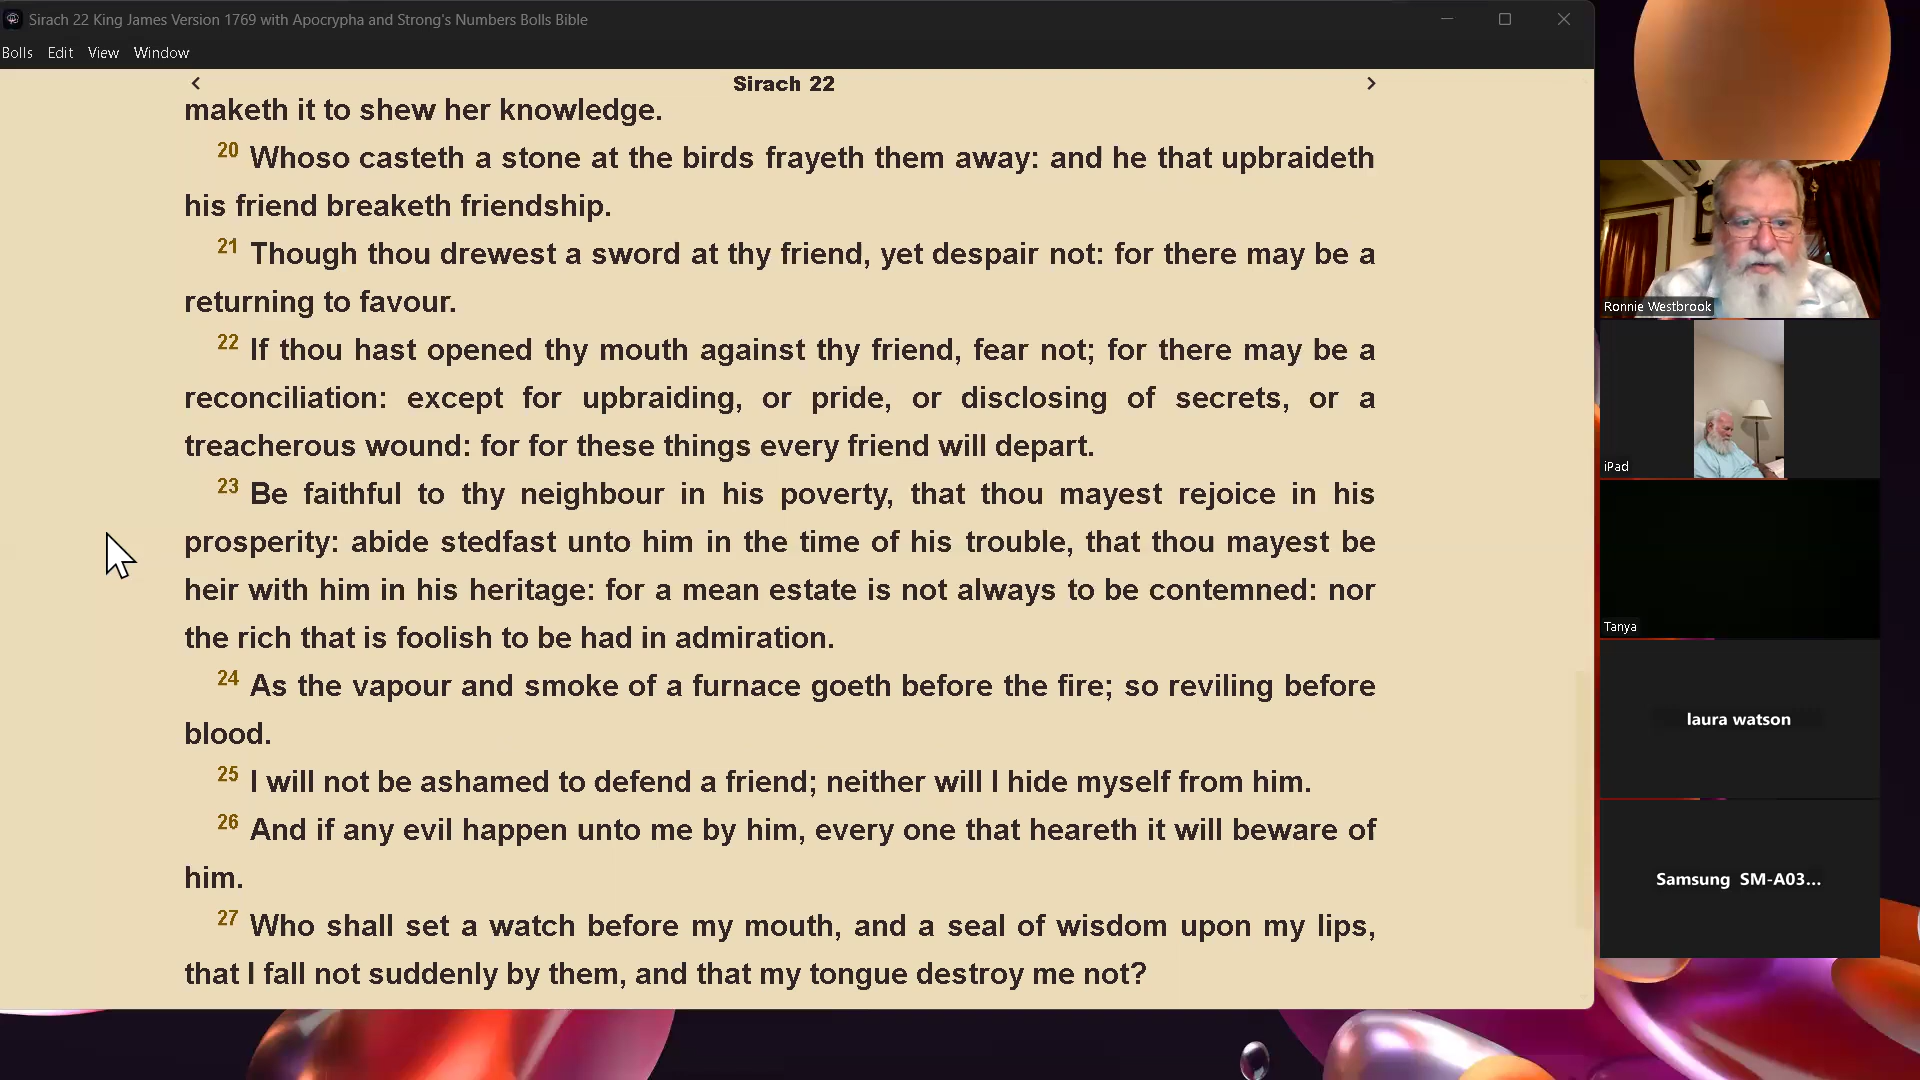 Sirach 22 King James Version 1769 with Apocrypha and Strong's Numbers Bolls Bible
Bolls Edit View Window
Sirach 22
maketh it to shew her knowledge.
20 Whoso casteth a stone at the birds frayeth them away: and he that upbraideth
his friend breaketh friendship.
21 Though thou drewest a sword at thy friend, yet despair not: for there may be a
returning to favour.
22 If thou hast opened thy mouth against thy friend, fear not; for there may be a
reconciliation: except for upbraiding, or pride, or disclosing of secrets, or a
treacherous wound: for for these things every friend will depart.
23 Be faithful to thy neighbour in his poverty, that thou mayest rejoice in his
prosperity: abide stedfast unto him in the time of his trouble, that thou mayest be
heir with him in his heritage: for a mean estate is not always to be contemned: nor
the rich that is foolish to be had in admiration.
24 As the vapour and smoke of a furnace goeth before the fire; so reviling before
blood.
25 I will not be ashamed to defend a friend; neither will I hide myself from him.
26 And if any evil happen unto me by him, every one that heareth it will beware of
him.
27 Who shall set a watch before my mouth, and a seal of wisdom upon my lips,
that I fall not suddenly by them, and that my tongue destroy me not?
Ronnie Westbrook
iPad
Tanya
laura watson
Samsung SM-A03...